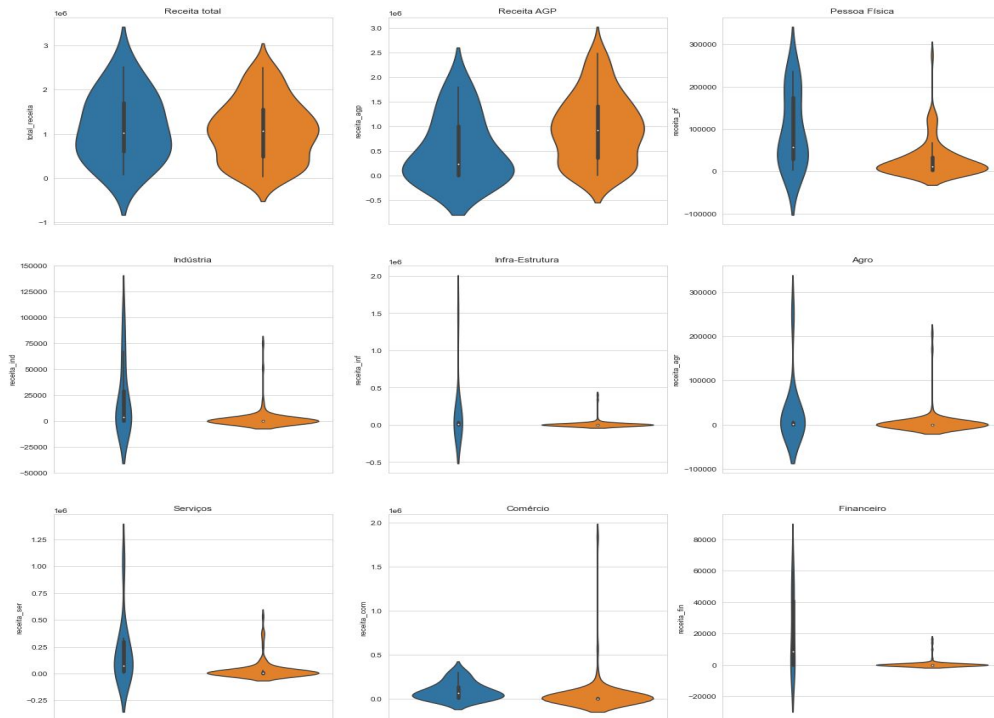 Receita total
1e6
3
2
1
0
−1
total_receita
Receita AGP
1e6
3.0
2.5
2.0
1.5
1.0
0.5
0.0
−0.5
receita_agp
Pessoa Física
300000
200000
100000
0
−100000
receita_pf
Indústria
150000
125000
100000
75000
50000
25000
0
−25000
−50000
receita_ind
Infra-Estrutura
1e6
2.0
1.5
1.0
0.5
0.0
−0.5
receita_inf
Agro
300000
200000
100000
0
−100000
receita_agr
Serviços
1e6
1.25
1.00
0.75
0.50
0.25
0.00
−0.25
receita_ser
Comércio
1e6
2.0
1.5
1.0
0.5
0.0
receita_com
Financeiro
80000
60000
40000
20000
0
−20000
receita_fin